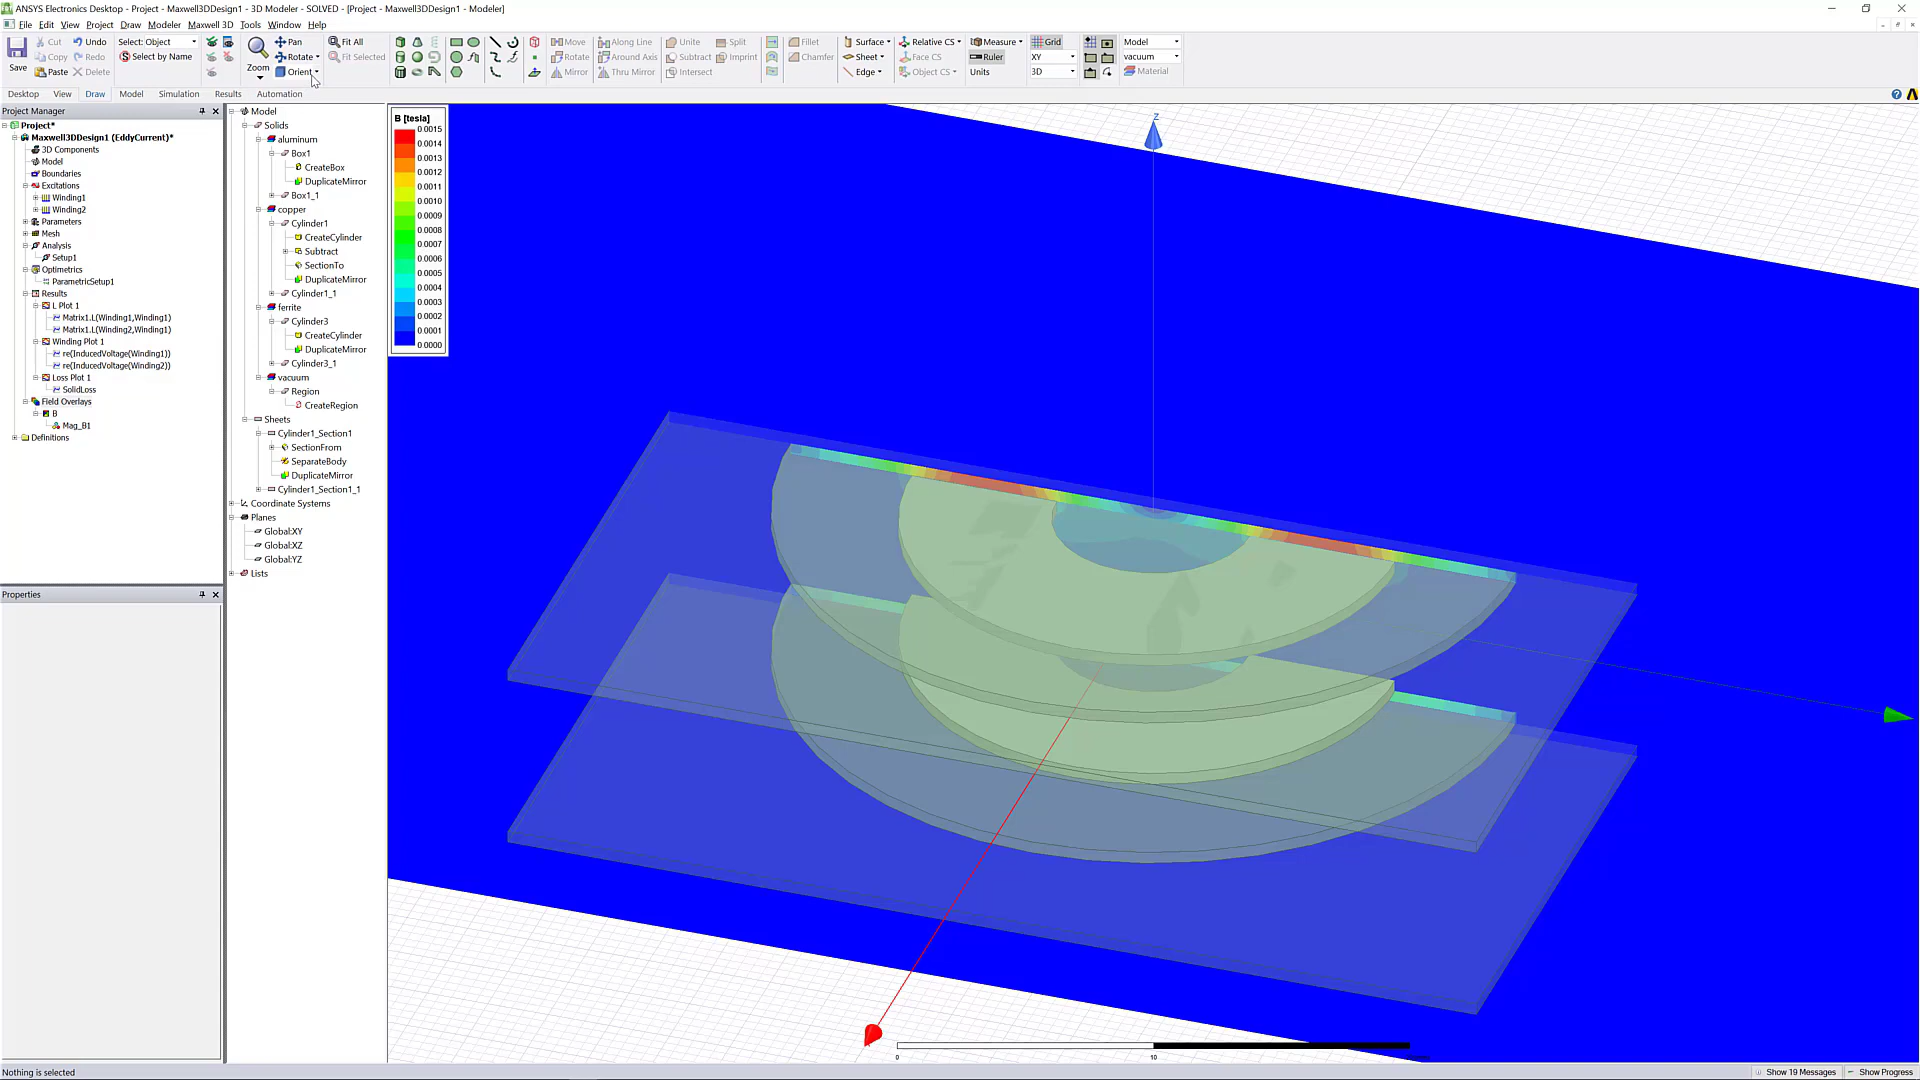 ANSYS Electronics Desktop - Project - Maxwell3DDesign1 - 3D Modeler - SOLVED - [Project - Maxwell3DDesign1 - Modeler]
File Edit View Project Draw Modeler Maxwell 3D Tools Window Help
Save Cut Copy Paste Undo Redo Delete Select: Object Select by Name Zoom Pan Rotate Orient Fit All Fit Selected
Move Rotate Mirror Along Line Around Axis Thru Mirror Unite Subtract Intersect Split Imprint Fillet Chamfer
Surface Sheet Edge Relative CS Face CS Object CS Measure Ruler Units Grid XY 3D Model vacuum Material
Desktop View Draw Model Simulation Results Automation
Project Manager
Project*
Maxwell3DDesign1 (EddyCurrent)*
3D Components
Model
Boundaries
Excitations
Winding1
Winding2
Parameters
Mesh
Analysis
Setup1
Optimetrics
ParametricSetup1
Results
L Plot 1
Matrix1.L(Winding1,Winding1)
Matrix1.L(Winding2,Winding1)
Winding Plot 1
re(InducedVoltage(Winding1))
re(InducedVoltage(Winding2))
Loss Plot 1
SolidLoss
Field Overlays
B
Mag_B1
Definitions
Properties
Model
Solids
aluminum
Box1
CreateBox
DuplicateMirror
Box1_1
copper
Cylinder1
CreateCylinder
Subtract
SectionTo
DuplicateMirror
Cylinder1_1
ferrite
Cylinder3
CreateCylinder
DuplicateMirror
Cylinder3_1
vacuum
Region
CreateRegion
Sheets
Cylinder1_Section1
SectionFrom
SeparateBody
DuplicateMirror
Cylinder1_Section1_1
Coordinate Systems
Planes
Global:XY
Global:XZ
Global:YZ
Lists
B [tesla]
0.0015
0.0014
0.0013
0.0012
0.0011
0.0010
0.0009
0.0008
0.0007
0.0006
0.0005
0.0004
0.0003
0.0002
0.0001
0.0000
Z
0 10
Nothing is selected
Show 19 Messages Show Progress